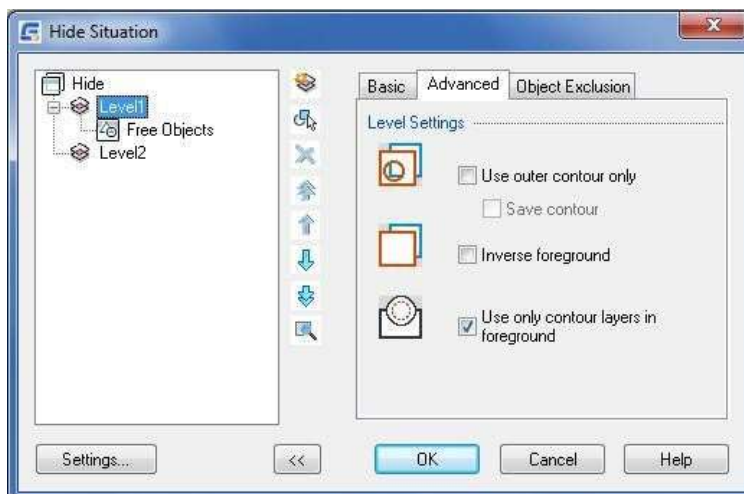 Hide Situation
Hide
Level1
Free Objects
Level2
Basic
Advanced
Object Exclusion
Level Settings
Use outer contour only
Save contour
Inverse foreground
Use only contour layers in
foreground
Settings...
<<
OK
Cancel
Help